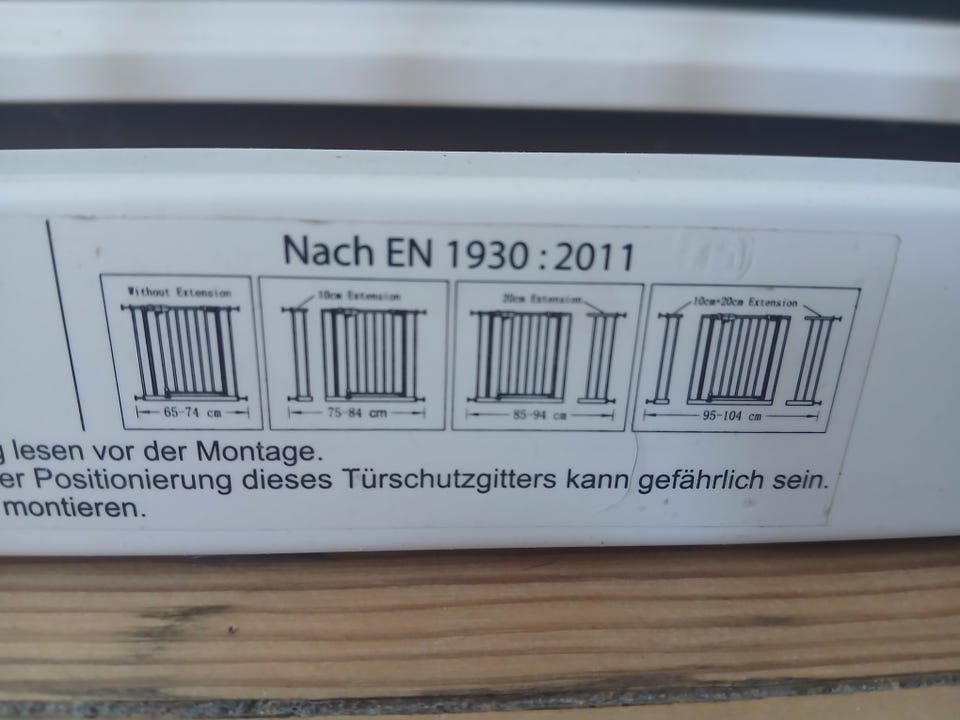 Nach EN 1930 : 2011
Without Extension
65-74 cm
10cm Extension
75-84 cm
20cm Extension
85-94 cm
10cm+20cm Extension
95-104 cm
lesen vor der Montage.
er Positionierung dieses Türschutzgitters kann gefährlich sein.
montieren.